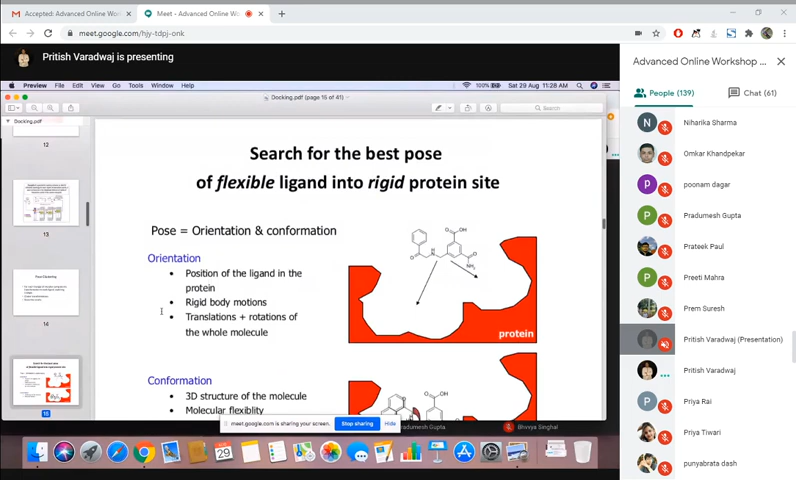 Accepted: Advanced Online Wor
Meet - Advanced Online Worksh
meet.google.com/hjy-tdpj-onk
Pritish Varadwaj is presenting
Preview File Edit View Go Tools Window Help
100% Sat 29 Aug 11:28 AM
Docking.pdf (page 15 of 41)
Search
Docking.pdf
12
13
14
15
Search for the best pose
of flexible ligand into rigid protein site
Pose = Orientation & conformation
Orientation
• Position of the ligand in the
protein
• Rigid body motions
• Translations + rotations of
the whole molecule
protein
Conformation
• 3D structure of the molecule
• Molecular flexiblity
meet.google.com is sharing your screen.
Stop sharing
Hide
Pradumesh Gupta
Bhvvya Singhal
29
Advanced Online Workshop ...
People (139)
Chat (61)
N Niharika Sharma
Omkar Khandpekar
p poonam dagar
Pradumesh Gupta
Prateek Paul
Preeti Mahra
Prem Suresh
Pritish Varadwaj (Presentation)
Pritish Varadwaj
P Priya Rai
Priya Tiwari
punyabrata dash